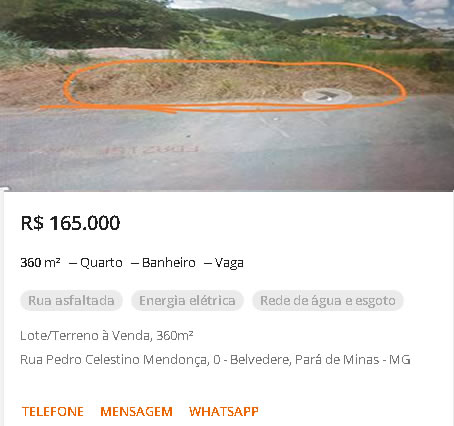 R$ 165.000
360 m² – Quarto – Banheiro – Vaga
Rua asfaltada Energia elétrica Rede de água e esgoto
Lote/Terreno à Venda, 360m²
Rua Pedro Celestino Mendonça, 0 - Belvedere, Pará de Minas - MG
TELEFONE MENSAGEM WHATSAPP